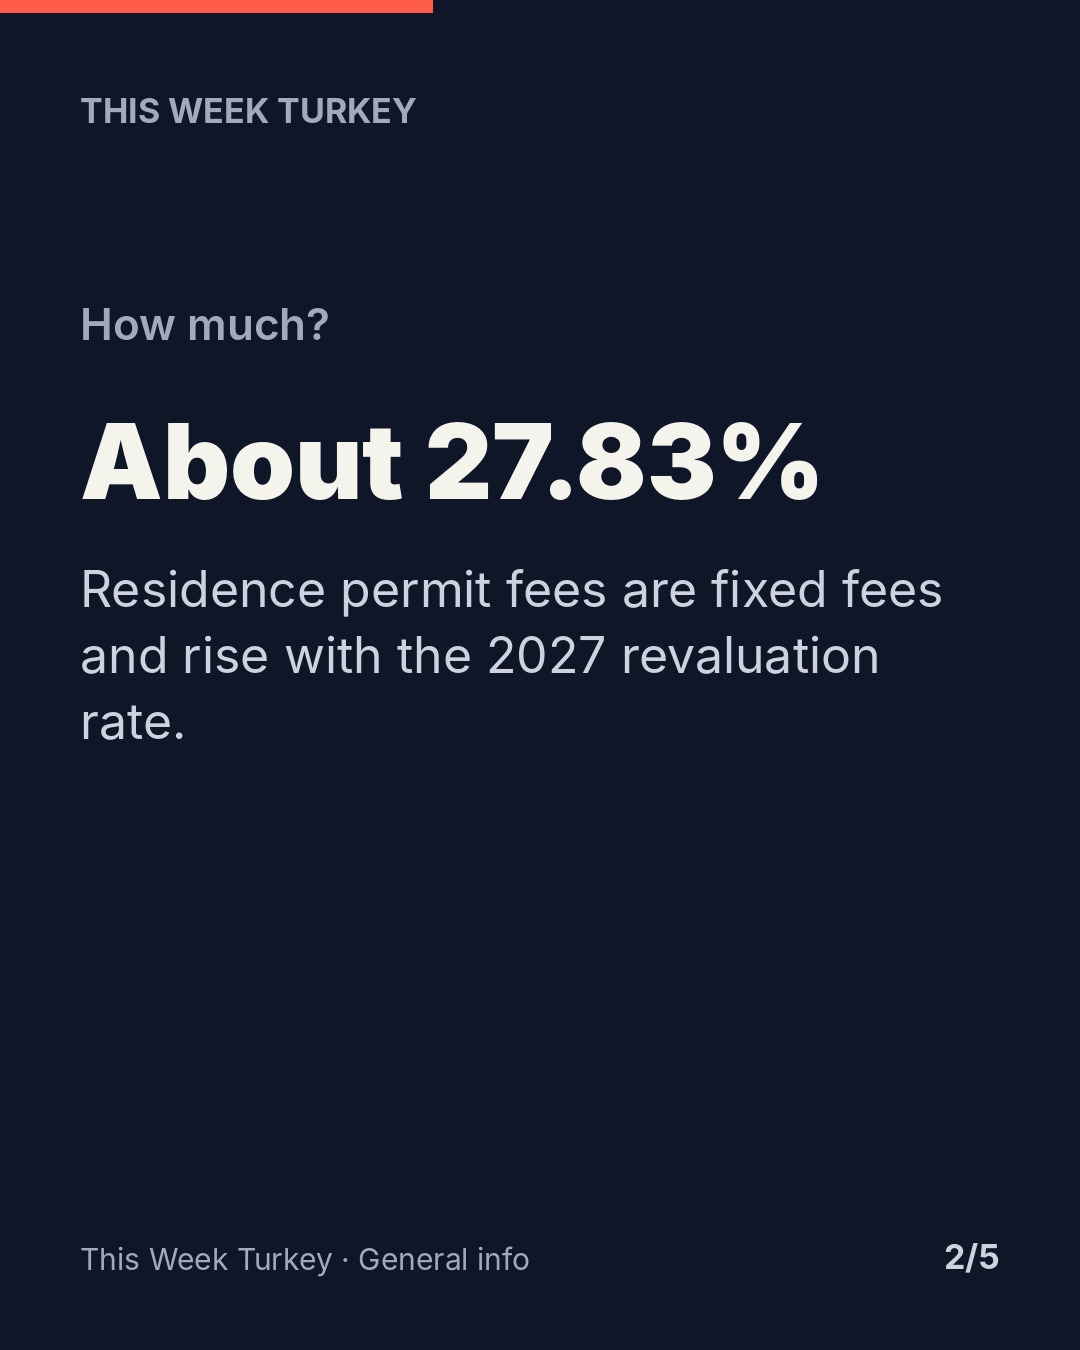 THIS WEEK TURKEY
How much?
About 27.83%
Residence permit fees are fixed fees
and rise with the 2027 revaluation
rate.
This Week Turkey · General info
2/5